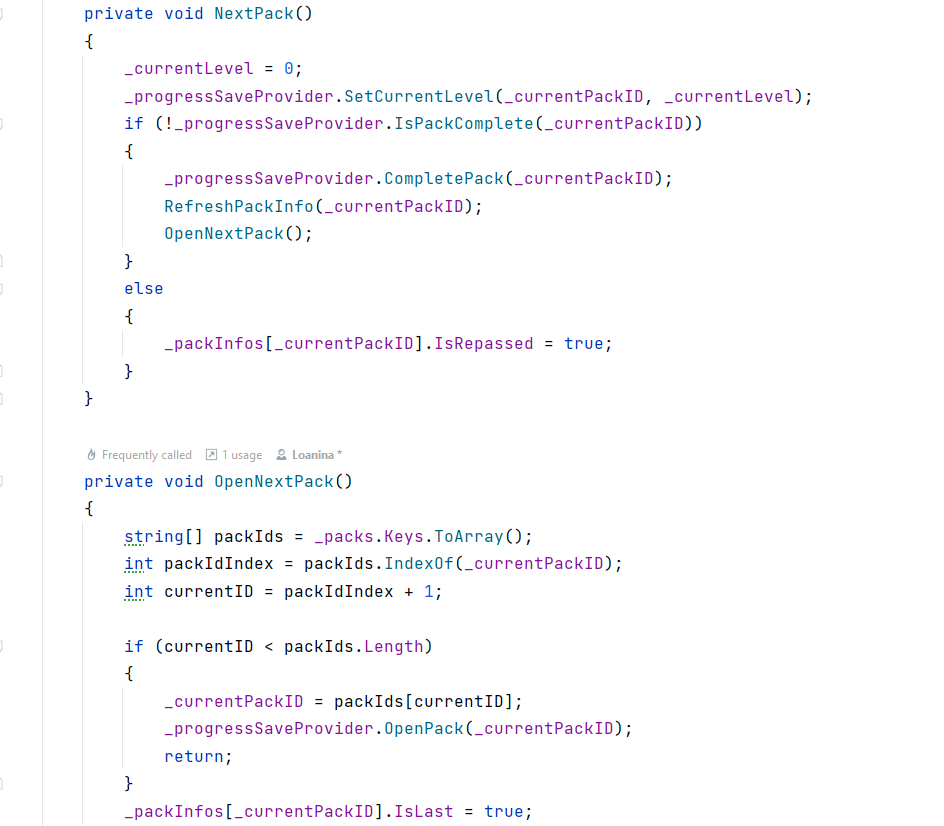 private void NextPack()
{
_currentLevel = 0;
_progressSaveProvider.SetCurrentLevel(_currentPackID, _currentLevel);
if (!_progressSaveProvider.IsPackComplete(_currentPackID))
{
_progressSaveProvider.CompletePack(_currentPackID);
RefreshPackInfo(_currentPackID);
OpenNextPack();
}
else
{
_packInfos[_currentPackID].IsRepassed = true;
}
}
Frequently called 1 usage Loanina *
private void OpenNextPack()
{
string[] packIds = _packs.Keys.ToArray();
int packIdIndex = packIds.IndexOf(_currentPackID);
int currentID = packIdIndex + 1;
if (currentID < packIds.Length)
{
_currentPackID = packIds[currentID];
_progressSaveProvider.OpenPack(_currentPackID);
return;
}
_packInfos[_currentPackID].IsLast = true;